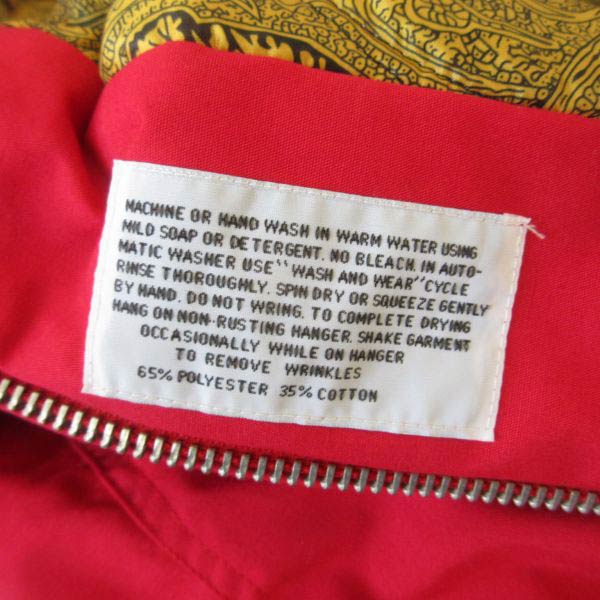 MACHINE OR HAND WASH IN WARM WATER USING
MILD SOAP OR DETERGENT. NO BLEACH. IN AUTO-
MATIC WASHER USE "WASH AND WEAR" CYCLE
RINSE THOROUGHLY. SPIN DRY OR SQUEEZE GENTLY
BY HAND. DO NOT WRING. TO COMPLETE DRYING
HANG ON NON-RUSTING HANGER. SHAKE GARMENT
OCCASIONALLY WHILE ON HANGER
TO REMOVE WRINKLES
65% POLYESTER 35% COTTON